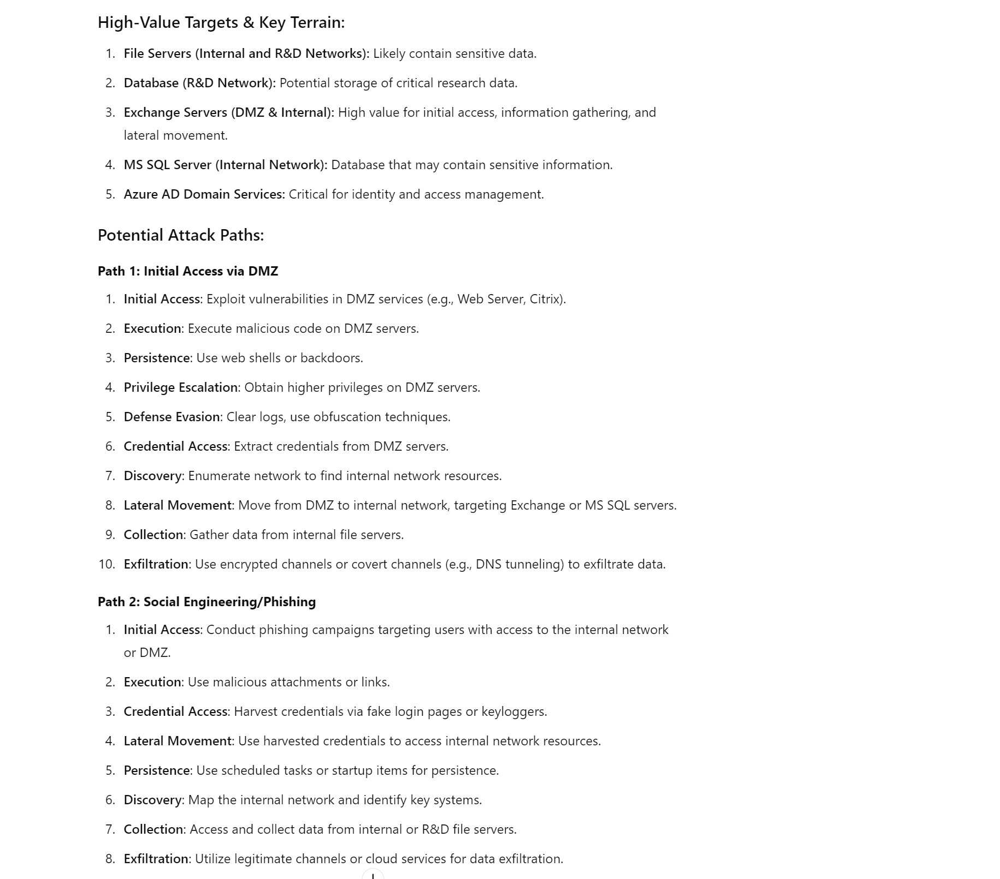 High-Value Targets & Key Terrain:
1. File Servers (Internal and R&D Networks): Likely contain sensitive data.
2. Database (R&D Network): Potential storage of critical research data.
3. Exchange Servers (DMZ & Internal): High value for initial access, information gathering, and
lateral movement.
4. MS SQL Server (Internal Network): Database that may contain sensitive information.
5. Azure AD Domain Services: Critical for identity and access management.
Potential Attack Paths:
Path 1: Initial Access via DMZ
1. Initial Access: Exploit vulnerabilities in DMZ services (e.g., Web Server, Citrix).
2. Execution: Execute malicious code on DMZ servers.
3. Persistence: Use web shells or backdoors.
4. Privilege Escalation: Obtain higher privileges on DMZ servers.
5. Defense Evasion: Clear logs, use obfuscation techniques.
6. Credential Access: Extract credentials from DMZ servers.
7. Discovery: Enumerate network to find internal network resources.
8. Lateral Movement: Move from DMZ to internal network, targeting Exchange or MS SQL servers.
9. Collection: Gather data from internal file servers.
10. Exfiltration: Use encrypted channels or covert channels (e.g., DNS tunneling) to exfiltrate data.
Path 2: Social Engineering/Phishing
1. Initial Access: Conduct phishing campaigns targeting users with access to the internal network
or DMZ.
2. Execution: Use malicious attachments or links.
3. Credential Access: Harvest credentials via fake login pages or keyloggers.
4. Lateral Movement: Use harvested credentials to access internal network resources.
5. Persistence: Use scheduled tasks or startup items for persistence.
6. Discovery: Map the internal network and identify key systems.
7. Collection: Access and collect data from internal or R&D file servers.
8. Exfiltration: Utilize legitimate channels or cloud services for data exfiltration.